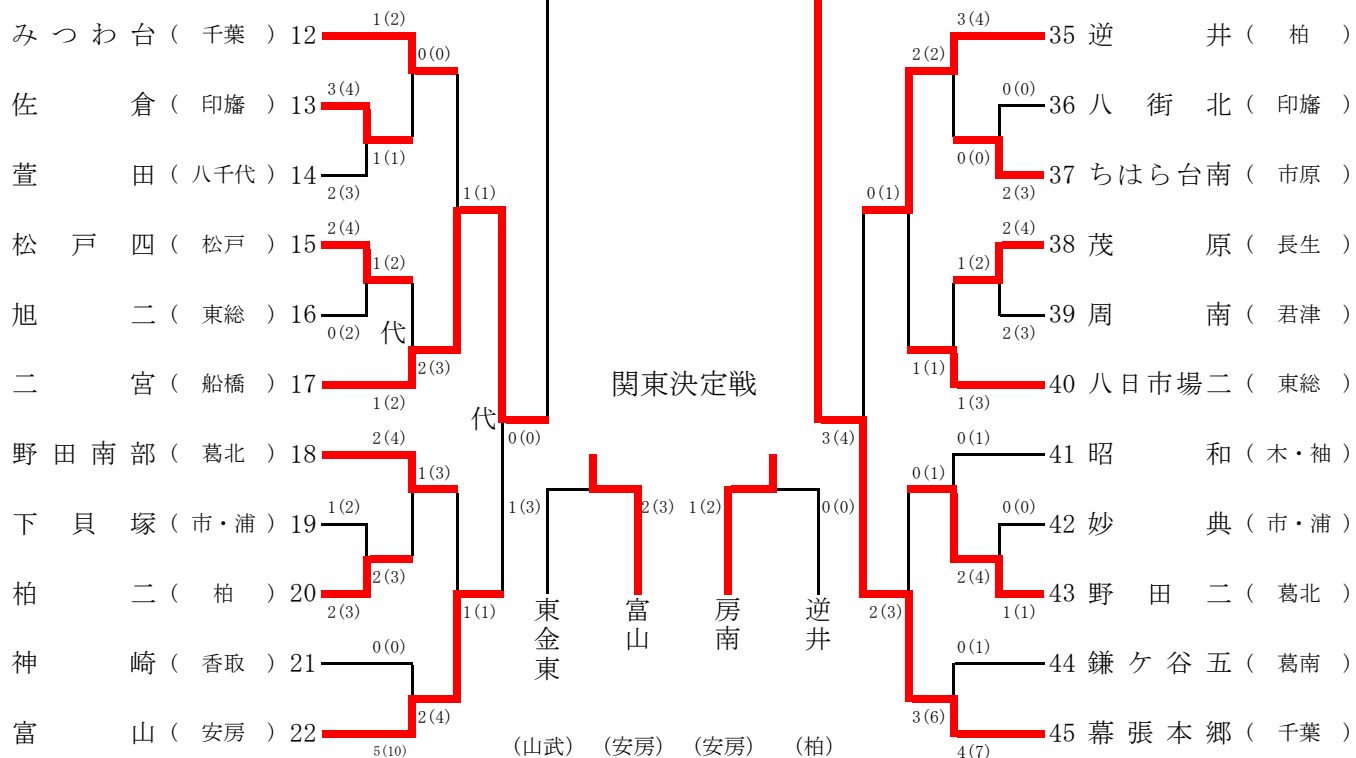 みつわ台 （ 千葉 ） 12
佐倉 （ 印旛 ） 13
萱田 （ 八千代 ） 14
松戸四 （ 松戸 ） 15
旭二 （ 東総 ） 16
二宮 （ 船橋 ） 17
野田南部 （ 葛北 ） 18
下貝塚 （ 市・浦 ） 19
柏二 （ 柏 ） 20
神崎 （ 香取 ） 21
富山 （ 安房 ） 22
1(2)
0(0)
3(4)
1(1)
2(3)
1(1)
2(4)
1(2)
0(2)
代
2(3)
1(2)
代
0(0)
2(4)
1(3)
1(2)
2(3)
2(3)
1(1)
0(0)
2(4)
5(10)
関東決定戦
1(3)
2(3)
1(2)
0(0)
東金東
富山
房南
逆井
（山武）
（安房）
（安房）
（柏）
3(4)
2(2)
0(0)
0(0)
2(3)
0(1)
2(4)
1(2)
2(3)
1(1)
1(3)
3(4)
0(1)
0(1)
0(0)
2(4)
1(1)
2(3)
0(1)
3(6)
4(7)
35 逆井 （ 柏 ）
36 八街北 （ 印旛 ）
37 ちはら台南 （ 市原 ）
38 茂原 （ 長生 ）
39 周南 （ 君津 ）
40 八日市場二 （ 東総 ）
41 昭和 （ 木・袖 ）
42 妙典 （ 市・浦 ）
43 野田二 （ 葛北 ）
44 鎌ケ谷五 （ 葛南 ）
45 幕張本郷 （ 千葉 ）